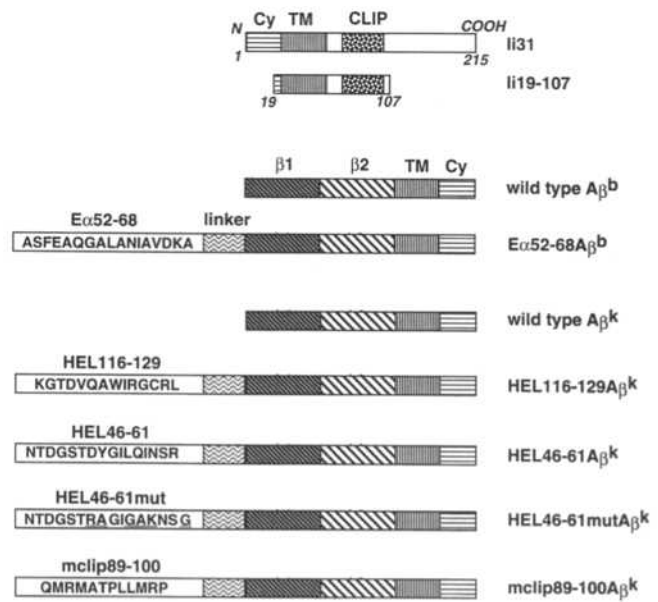 Cy TM CLIP
N COOH
Ii31
1 215
Ii19-107
19 107
β1 β2 TM Cy
wild type Aβb
Eα52-68 linker
ASFEAQGALANIAVDKA
Eα52-68Aβb
wild type Aβk
HEL116-129
KGTDVQAWIRGCRL
HEL116-129Aβk
HEL46-61
NTDGSTDYGILQINSR
HEL46-61Aβk
HEL46-61mut
NTDGSTRAGIGAKNSG
HEL46-61mutAβk
mclip89-100
QMRMATPLLMRP
mclip89-100Aβk